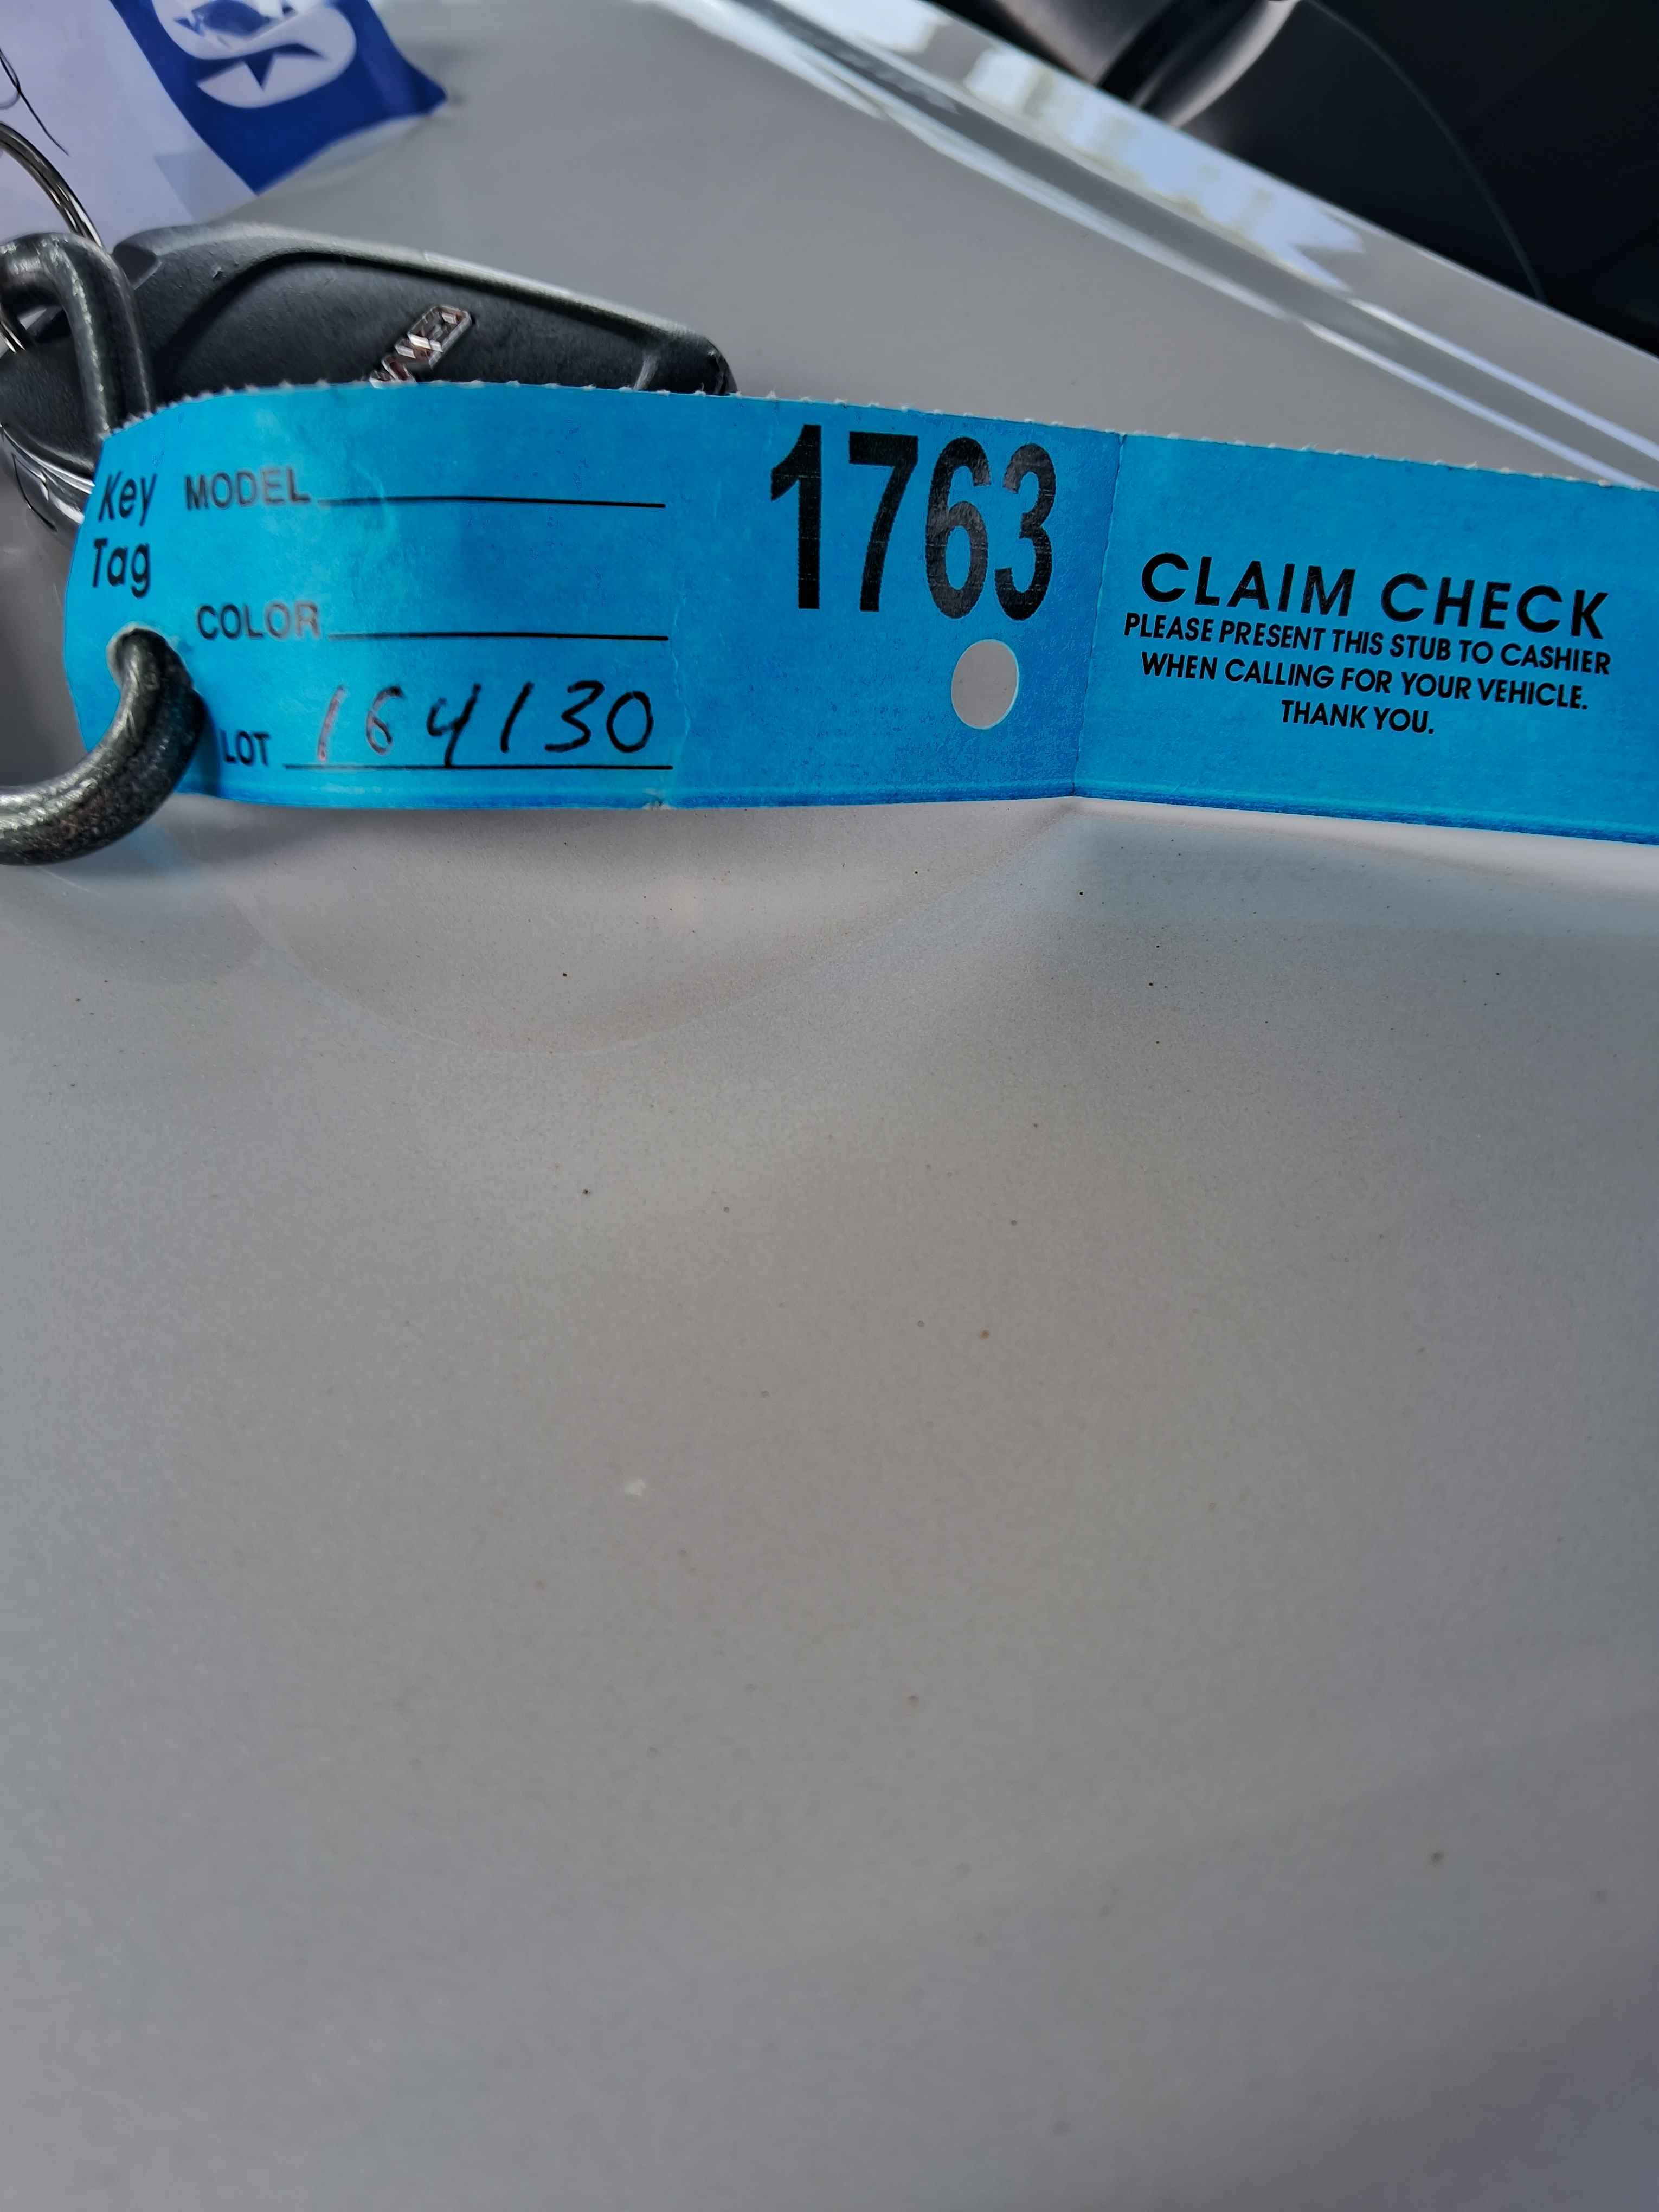 Key
Tag
MODEL
COLOR
LOT 164130
1763
CLAIM CHECK
PLEASE PRESENT THIS STUB TO CASHIER
WHEN CALLING FOR YOUR VEHICLE.
THANK YOU.